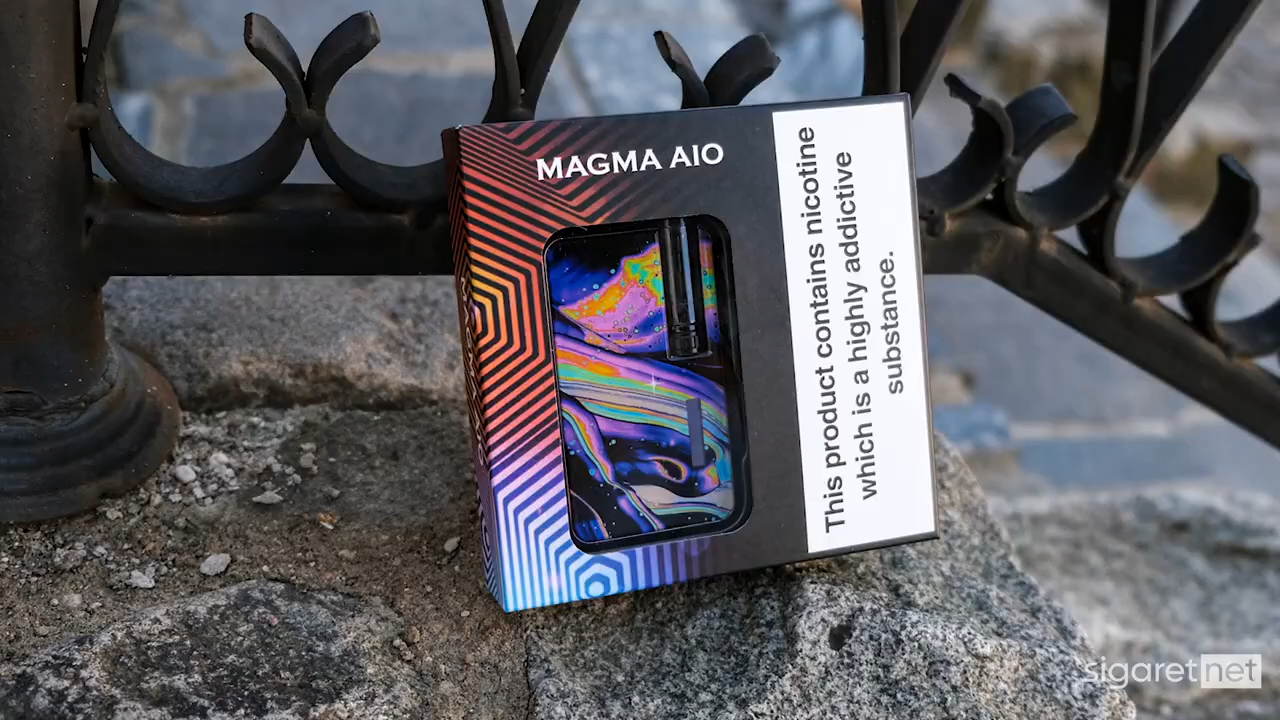 MAGMA AIO
This product contains nicotine
which is a highly addictive
substance.
sigaretnet